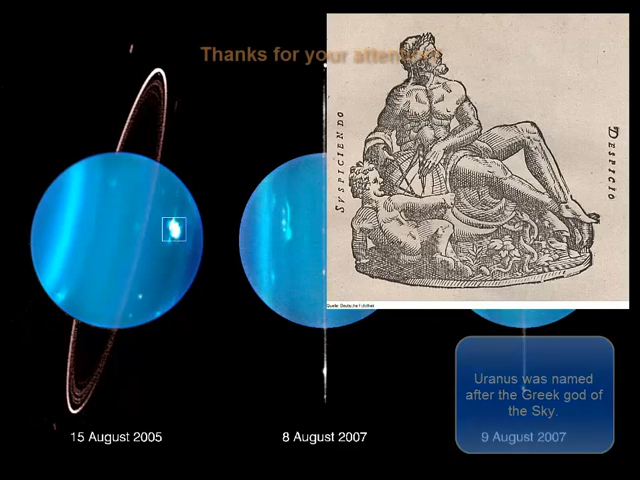 Thanks for your attention!
SVSPICIENDO
DESPICIO
Uranus was named
after the Greek god of
the Sky.
15 August 2005
8 August 2007
9 August 2007